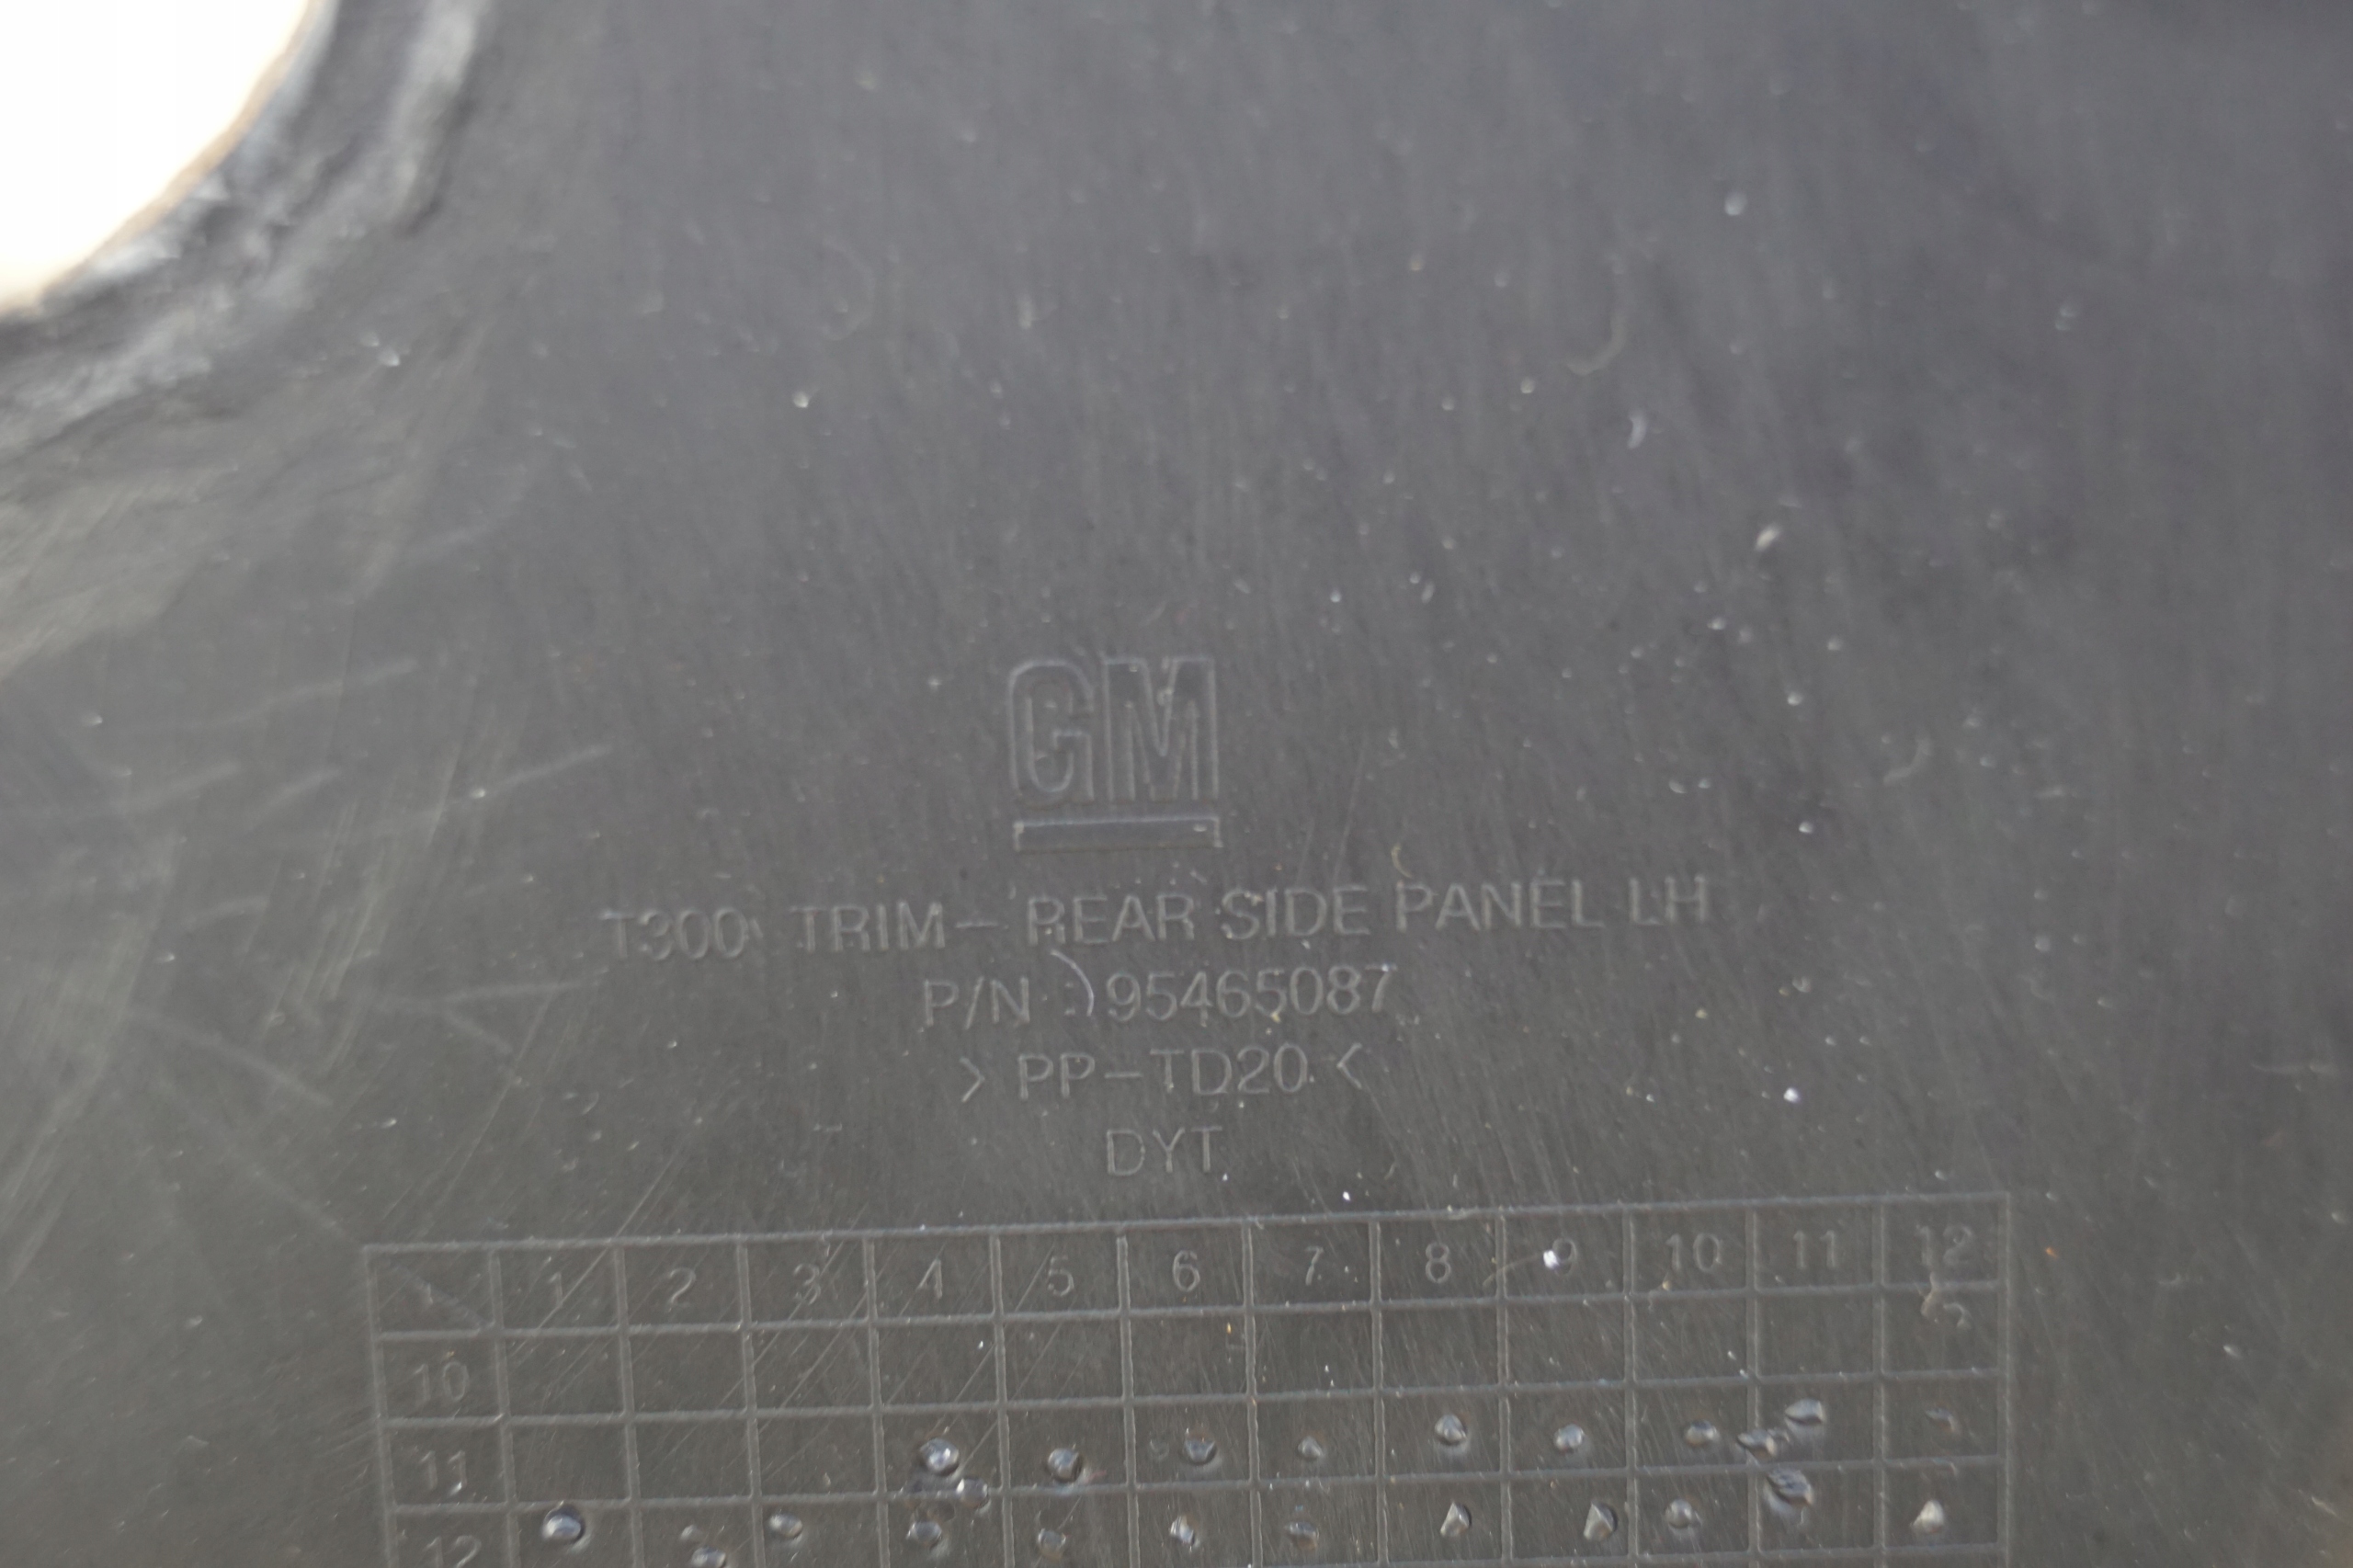 GM
T300 TRIM- REAR SIDE PANEL LH
P/N : 95465087
> PP-TD20 <
DYT
1 2 3 4 5 6 7 8 9 10 11 12
10
11
12